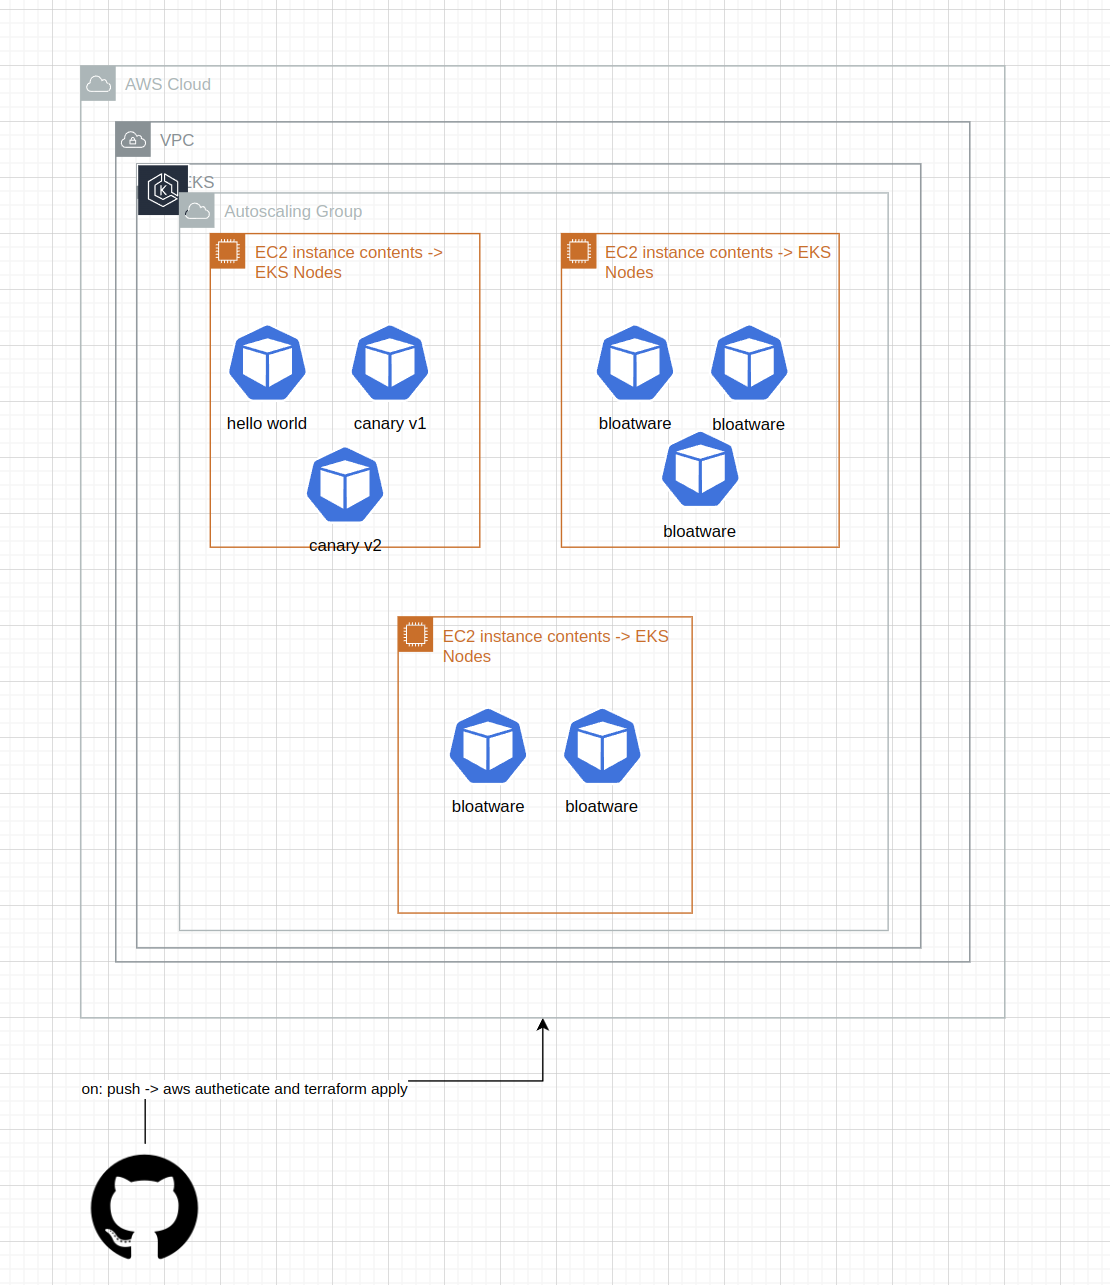 AWS Cloud
VPC
EKS
Autoscaling Group
EC2 instance contents ->
EKS Nodes
EC2 instance contents -> EKS
Nodes
hello world
canary v1
canary v2
bloatware
bloatware
bloatware
EC2 instance contents -> EKS
Nodes
bloatware
bloatware
on: push -> aws autheticate and terraform apply